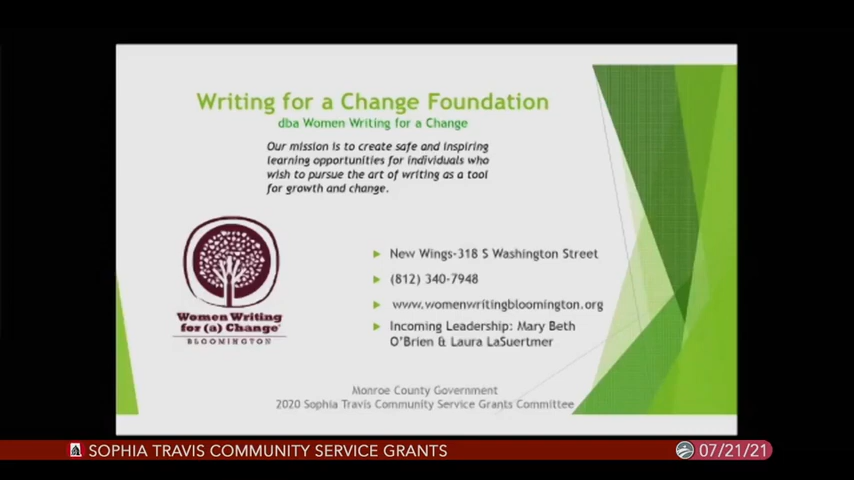 Writing for a Change Foundation
dba Women Writing for a Change
Our mission is to create safe and inspiring
learning opportunities for individuals who
wish to pursue the art of writing as a tool
for growth and change.
Women Writing
for (a) Change
BLOOMINGTON
New Wings-318 S Washington Street
(812) 340-7948
www.womenwritingbloomington.org
Incoming Leadership: Mary Beth
O'Brien & Laura LaSuertmer
Monroe County Government
2020 Sophia Travis Community Service Grants Committee
SOPHIA TRAVIS COMMUNITY SERVICE GRANTS
07/21/21